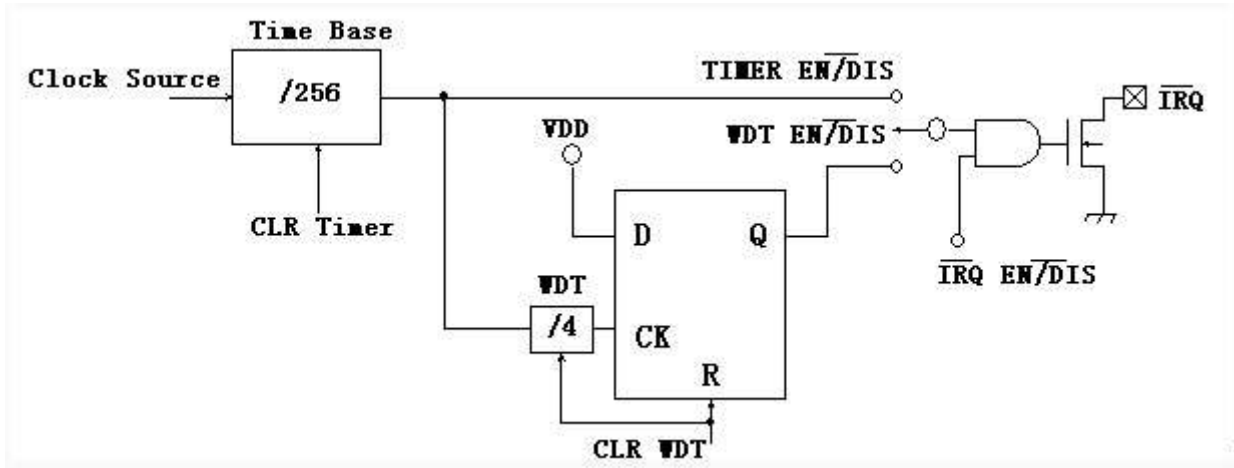 Time Base
Clock Source
/256
TIMER EN/DIS
IRQ
VDD
WDT EN/DIS
CLR Timer
D
Q
IRQ EN/DIS
WDT
/4
CK
R
CLR WDT